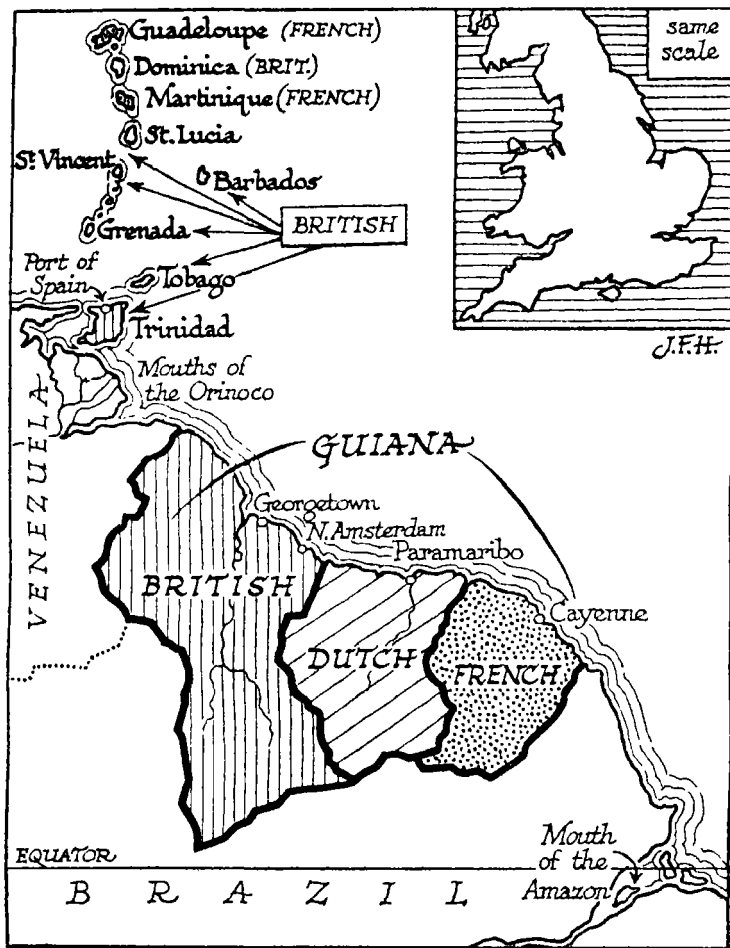 Guadeloupe (FRENCH)
Dominica (BRIT.)
Martinique (FRENCH)
St. Lucia
St. Vincent
Barbados
BRITISH
Grenada
Port of
Spain
Tobago
Trinidad
same
scale
J.F.H.
Mouths of
the Orinoco
VENEZUELA
GUIANA
Georgetown
N. Amsterdam
Paramaribo
BRITISH
Cayenne
DUTCH
FRENCH
Mouth
of the
Amazon
EQUATOR
BRAZIL